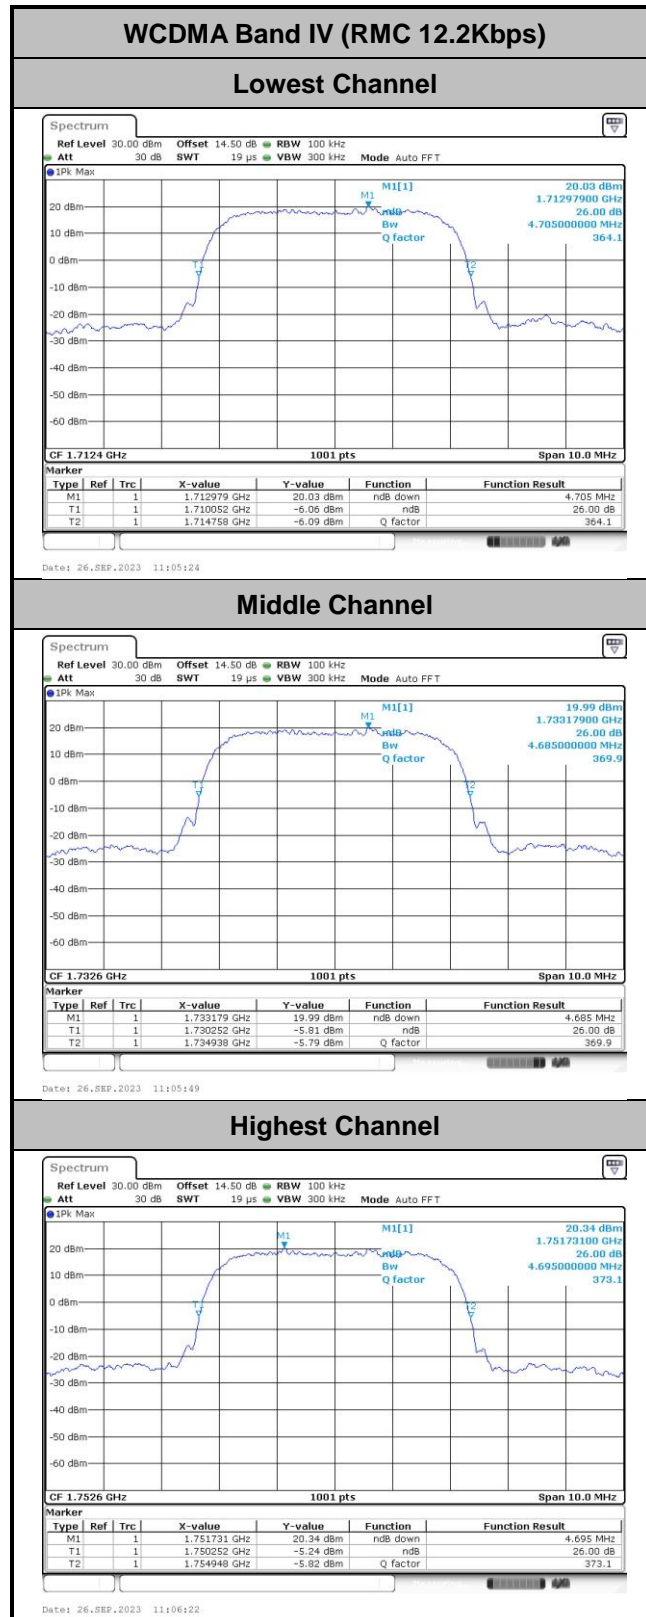 WCDMA Band IV (RMC 12.2Kbps)
Lowest Channel
Spectrum
Ref Level 30.00 dBm Offset 14.50 dB RBW 100 kHz
Att 30 dB SWT 19 µs VBW 300 kHz Mode Auto FFT
1Pk Max
M1[1] 20.03 dBm
M1 1.71297900 GHz
20 dBm ndB 26.00 dB
Bw 4.705000000 MHz
10 dBm Q factor 364.1
0 dBm
T1 T2
-10 dBm
-20 dBm
-30 dBm
-40 dBm
-50 dBm
-60 dBm
CF 1.7124 GHz 1001 pts Span 10.0 MHz
Marker
Type Ref Trc X-value Y-value Function Function Result
M1 1 1.712979 GHz 20.03 dBm ndB down 4.705 MHz
T1 1 1.710052 GHz -6.06 dBm ndB 26.00 dB
T2 1 1.714758 GHz -6.09 dBm Q factor 364.1
Date: 26.SEP.2023 11:05:24
Middle Channel
Spectrum
Ref Level 30.00 dBm Offset 14.50 dB RBW 100 kHz
Att 30 dB SWT 19 µs VBW 300 kHz Mode Auto FFT
1Pk Max
M1[1] 19.99 dBm
M1 1.73317900 GHz
20 dBm ndB 26.00 dB
Bw 4.685000000 MHz
10 dBm Q factor 369.9
0 dBm
T1 T2
-10 dBm
-20 dBm
-30 dBm
-40 dBm
-50 dBm
-60 dBm
CF 1.7326 GHz 1001 pts Span 10.0 MHz
Marker
Type Ref Trc X-value Y-value Function Function Result
M1 1 1.733179 GHz 19.99 dBm ndB down 4.685 MHz
T1 1 1.730252 GHz -5.81 dBm ndB 26.00 dB
T2 1 1.734938 GHz -5.79 dBm Q factor 369.9
Date: 26.SEP.2023 11:05:49
Highest Channel
Spectrum
Ref Level 30.00 dBm Offset 14.50 dB RBW 100 kHz
Att 30 dB SWT 19 µs VBW 300 kHz Mode Auto FFT
1Pk Max
M1[1] 20.34 dBm
M1 1.75173100 GHz
20 dBm ndB 26.00 dB
Bw 4.695000000 MHz
10 dBm Q factor 373.1
0 dBm
T1 T2
-10 dBm
-20 dBm
-30 dBm
-40 dBm
-50 dBm
-60 dBm
CF 1.7526 GHz 1001 pts Span 10.0 MHz
Marker
Type Ref Trc X-value Y-value Function Function Result
M1 1 1.751731 GHz 20.34 dBm ndB down 4.695 MHz
T1 1 1.750252 GHz -5.24 dBm ndB 26.00 dB
T2 1 1.754948 GHz -5.82 dBm Q factor 373.1
Date: 26.SEP.2023 11:06:22